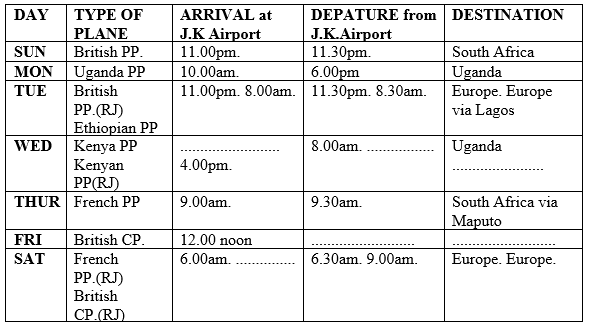 DAY TYPE OF PLANE ARRIVAL at J.K Airport DEPATURE from J.K.Airport DESTINATION
SUN British PP. 11.00pm. 11.30pm. South Africa
MON Uganda PP 10.00am. 6.00pm Uganda
TUE British PP.(RJ) Ethiopian PP 11.00pm. 8.00am. 11.30pm. 8.30am. Europe. Europe via Lagos
WED Kenya PP Kenyan PP(RJ) .......................... 4.00pm. 8.00am. .................. Uganda ........................
THUR French PP 9.00am. 9.30am. South Africa via Maputo
FRI British CP. 12.00 noon ........................... ...........................
SAT French PP.(RJ) British CP.(RJ) 6.00am. ................ 6.30am. 9.00am. Europe. Europe.